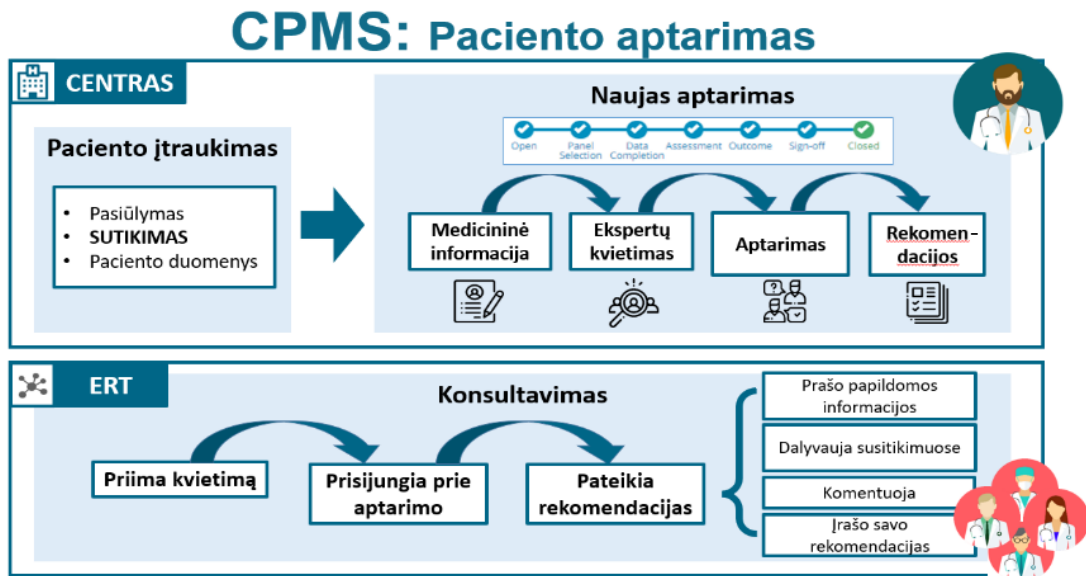 CPMS: Paciento aptarimas
CENTRAS
Paciento įtraukimas
• Pasiūlymas
• SUTIKIMAS
• Paciento duomenys
Naujas aptarimas
Open
Panel
Selection
Data
Completion
Assessment
Outcome
Sign-off
Closed
Medicininė
informacija
Ekspertų
kvietimas
Aptarimas
Rekomen-
dacijos
ERT
Konsultavimas
Priima kvietimą
Prisijungia prie
aptarimo
Pateikia
rekomendacijas
Prašo papildomos
informacijos
Dalyvauja susitikimuose
Komentuoja
Įrašo savo
rekomendacijas